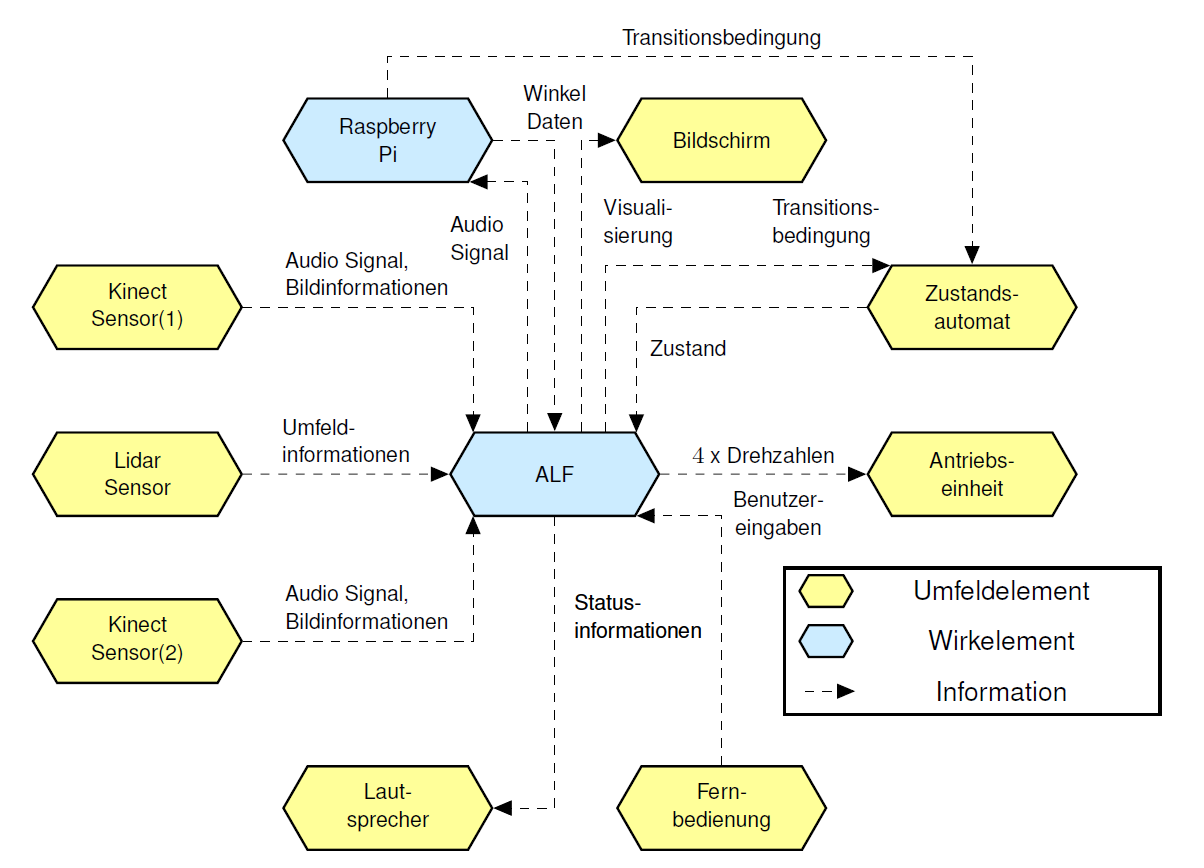 Transitionsbedingung
Winkel
Daten
Raspberry
Pi
Bildschirm
Audio
Signal
Visuali-
sierung
Transitions-
bedingung
Audio Signal,
Bildinformationen
Kinect
Sensor(1)
Zustands-
automat
Zustand
Umfeld-
informationen
Lidar
Sensor
ALF
4 x Drehzahlen
Antriebs-
einheit
Benutzer-
eingaben
Audio Signal,
Bildinformationen
Kinect
Sensor(2)
Status-
informationen
Umfeldelement
Wirkelement
Information
Laut-
sprecher
Fern-
bedienung